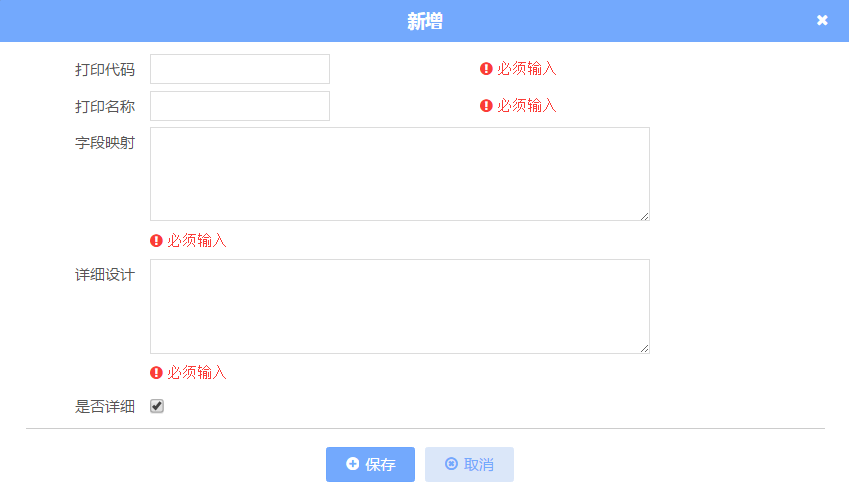 新增
打印代码 必须输入
打印名称 必须输入
字段映射
必须输入
详细设计
必须输入
是否详细
保存 取消